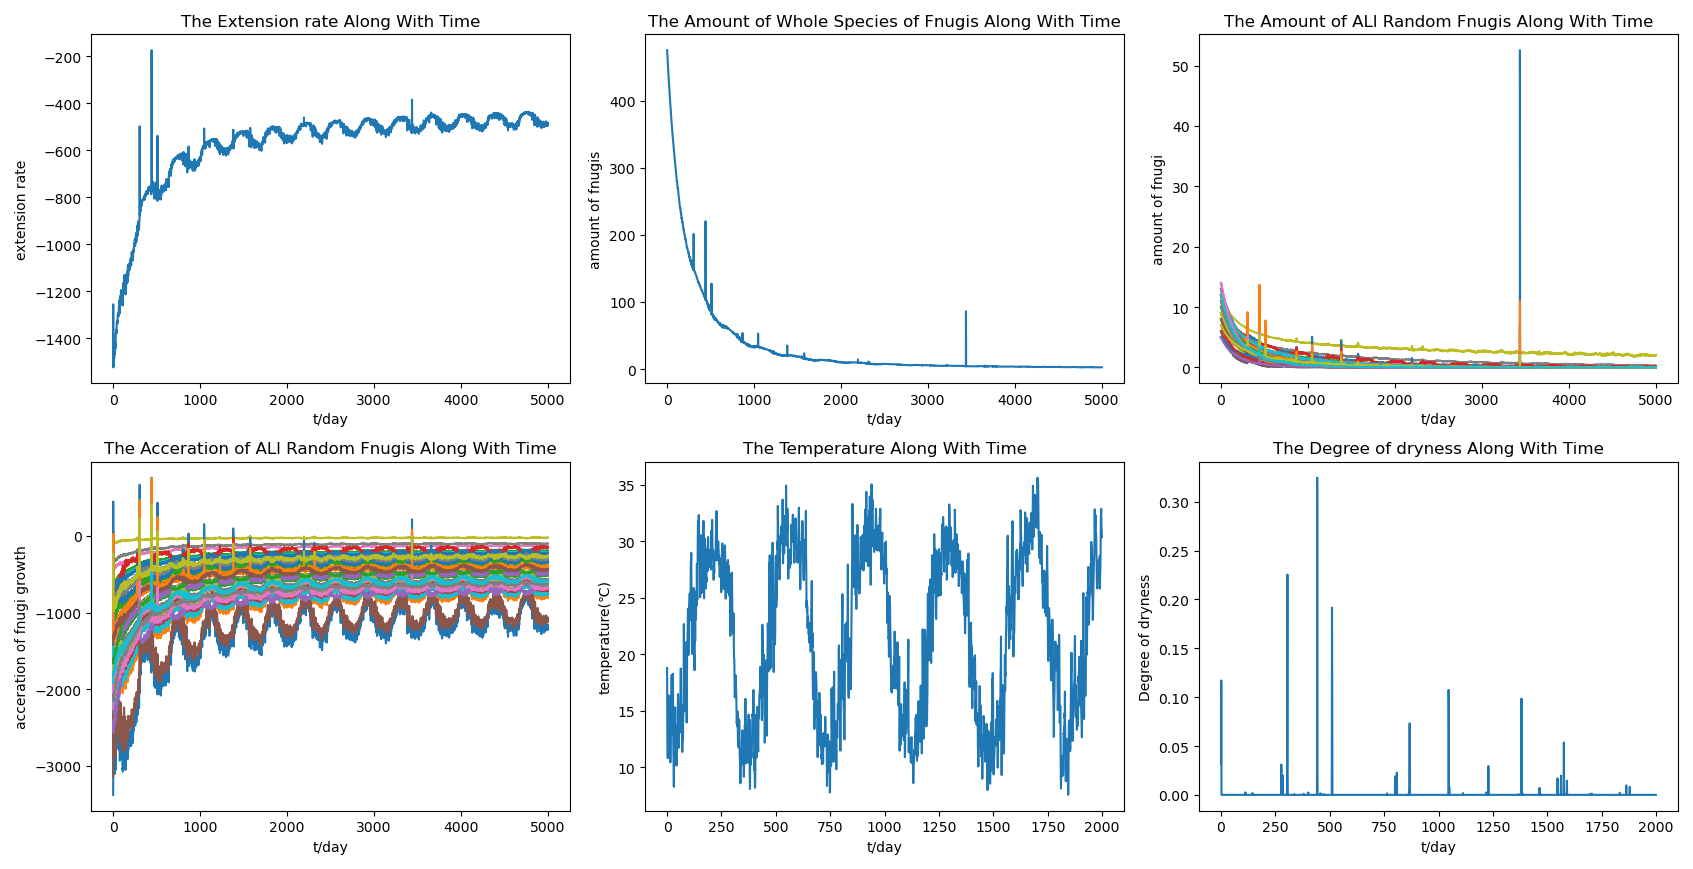 The Extension rate Along With Time
extension rate
−200
−400
−600
−800
−1000
−1200
−1400
0 1000 2000 3000 4000 5000
t/day
The Amount of Whole Species of Fnugis Along With Time
amount of fnugis
400
300
200
100
0
0 1000 2000 3000 4000 5000
t/day
The Amount of ALI Random Fnugis Along With Time
amount of fnugi
50
40
30
20
10
0
0 1000 2000 3000 4000 5000
t/day
The Acceration of ALI Random Fnugis Along With Time
acceration of fnugi growth
0
−1000
−2000
−3000
0 1000 2000 3000 4000 5000
t/day
The Temperature Along With Time
temperature(℃)
35
30
25
20
15
10
0 250 500 750 1000 1250 1500 1750 2000
t/day
The Degree of dryness Along With Time
Degree of dryness
0.30
0.25
0.20
0.15
0.10
0.05
0.00
0 250 500 750 1000 1250 1500 1750 2000
t/day